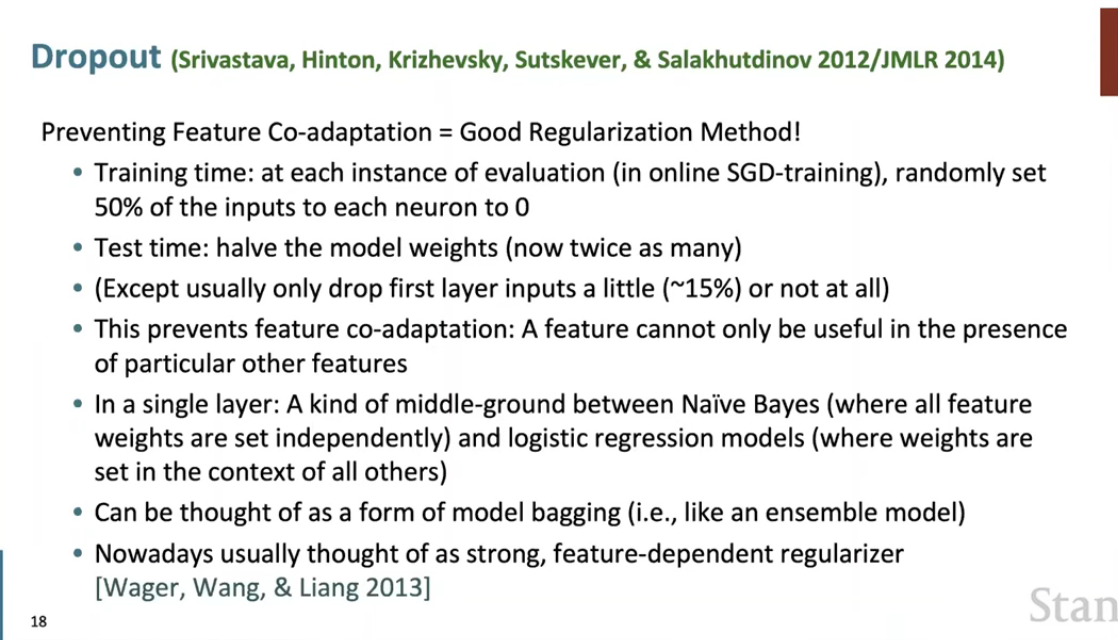 Dropout (Srivastava, Hinton, Krizhevsky, Sutskever, & Salakhutdinov 2012/JMLR 2014)
Preventing Feature Co-adaptation = Good Regularization Method!
• Training time: at each instance of evaluation (in online SGD-training), randomly set
50% of the inputs to each neuron to 0
• Test time: halve the model weights (now twice as many)
• (Except usually only drop first layer inputs a little (~15%) or not at all)
• This prevents feature co-adaptation: A feature cannot only be useful in the presence
of particular other features
• In a single layer: A kind of middle-ground between Naïve Bayes (where all feature
weights are set independently) and logistic regression models (where weights are
set in the context of all others)
• Can be thought of as a form of model bagging (i.e., like an ensemble model)
• Nowadays usually thought of as strong, feature-dependent regularizer
[Wager, Wang, & Liang 2013]
18
Stan